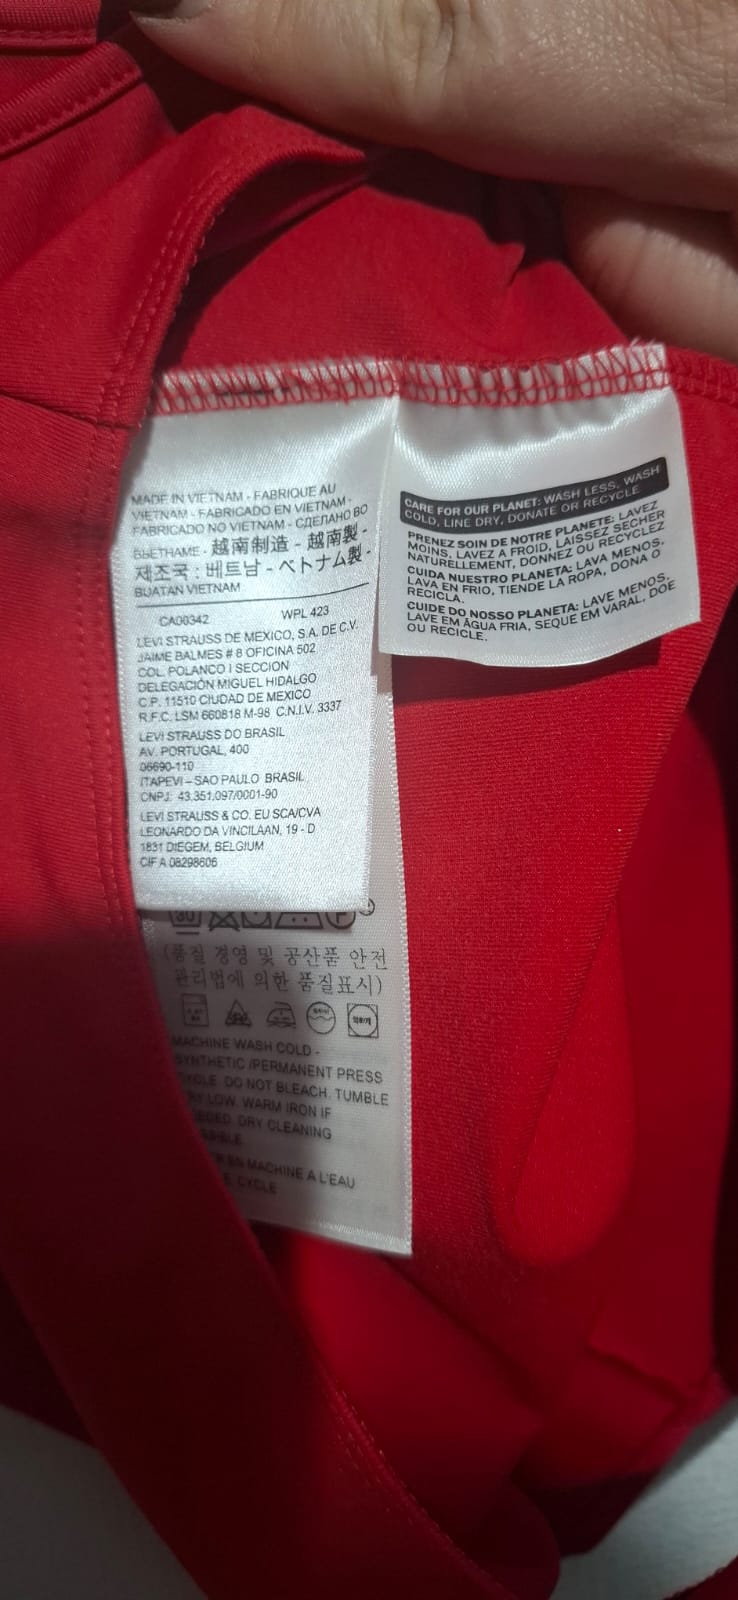 MADE IN VIETNAM - FABRIQUE AU
VIETNAM - FABRICADO EN VIETNAM -
FABRICADO NO VIETNAM - СДЕЛАНО ВО
ВЬЕТНАМЕ - 越南制造 - 越南製 -
제조국 : 베트남 - ベトナム製 -
BUATAN VIETNAM
CA00342 WPL 423
LEVI STRAUSS DE MEXICO, S.A. DE C.V.
JAIME BALMES # 8 OFICINA 502
COL. POLANCO I SECCION
DELEGACIÓN MIGUEL HIDALGO
C.P. 11510 CIUDAD DE MEXICO
R.F.C. LSM 660818 M-98 C.N.I.V. 3337
LEVI STRAUSS DO BRASIL
AV. PORTUGAL, 400
06690-110
ITAPEVI – SAO PAULO BRASIL
CNPJ: 43.351.097/0001-90
LEVI STRAUSS & CO. EU SCA/CVA
LEONARDO DA VINCILAAN, 19 - D
1831 DIEGEM, BELGIUM
CIF A 08298606
30
(품질 경영 및 공산품 안전
관리법에 의한 품질표시)
MACHINE WASH COLD -
SYNTHETIC /PERMANENT PRESS
CYCLE. DO NOT BLEACH. TUMBLE
LOW. WARM IRON IF
DRY CLEANING
EN MACHINE A L'EAU
CYCLE
CARE FOR OUR PLANET: WASH LESS, WASH
COLD, LINE DRY, DONATE OR RECYCLE
PRENEZ SOIN DE NOTRE PLANETE: LAVEZ
MOINS, LAVEZ A FROID, LAISSEZ SECHER
NATURELLEMENT, DONNEZ OU RECYCLEZ
CUIDA NUESTRO PLANETA: LAVA MENOS,
LAVA EN FRIO, TIENDE LA ROPA, DONA O
RECICLA.
CUIDE DO NOSSO PLANETA: LAVE MENOS,
LAVE EM ÁGUA FRIA, SEQUE EM VARAL, DOE
OU RECICLE.